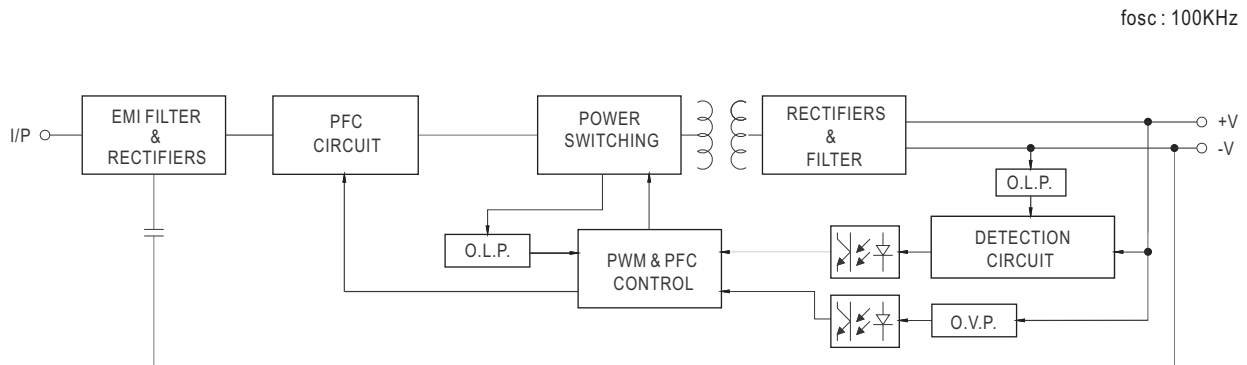 fosc : 100KHz
I/P
EMI FILTER
&
RECTIFIERS
PFC
CIRCUIT
POWER
SWITCHING
RECTIFIERS
&
FILTER
+V
-V
O.L.P.
O.L.P.
PWM & PFC
CONTROL
DETECTION
CIRCUIT
O.V.P.